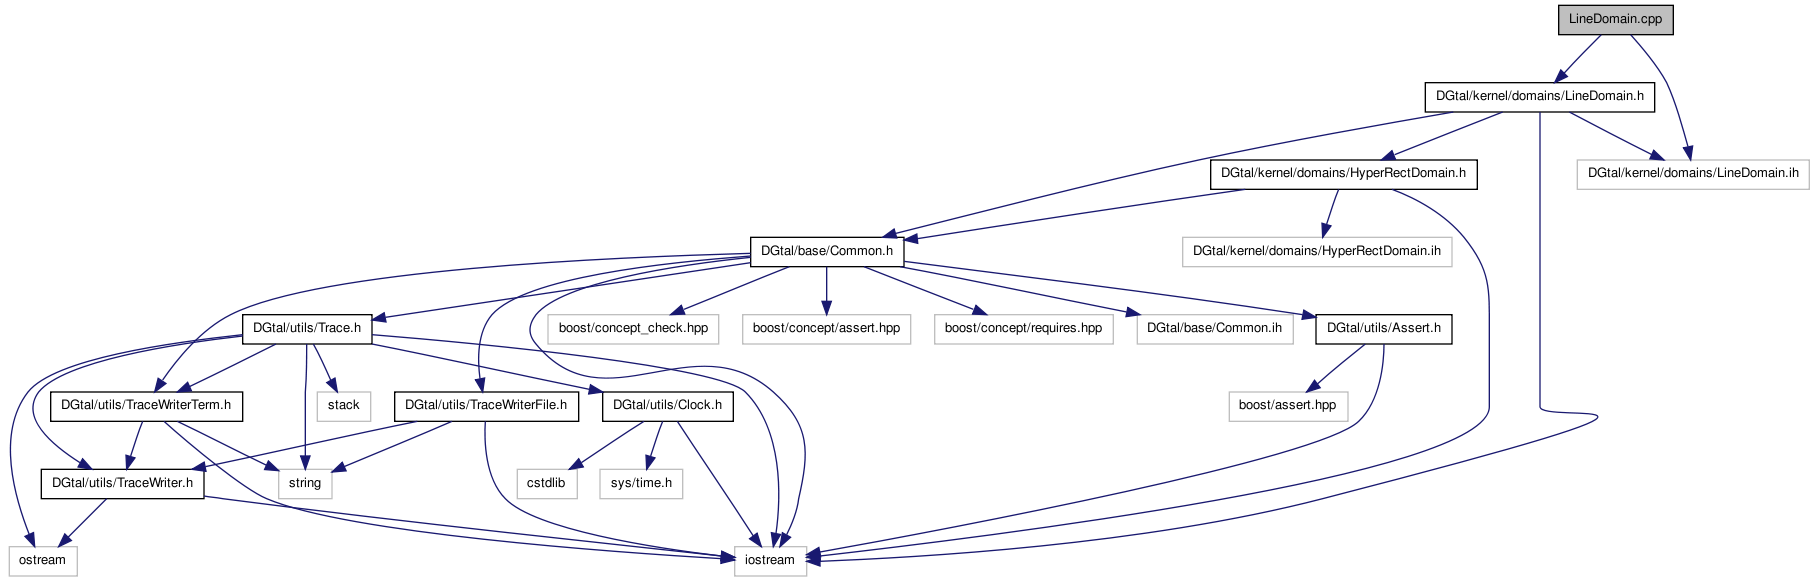 LineDomain.cpp
DGtal/kernel/domains/LineDomain.h
DGtal/kernel/domains/HyperRectDomain.h
DGtal/kernel/domains/LineDomain.ih
DGtal/base/Common.h
DGtal/kernel/domains/HyperRectDomain.ih
DGtal/utils/Trace.h
boost/concept_check.hpp
boost/concept/assert.hpp
boost/concept/requires.hpp
DGtal/base/Common.ih
DGtal/utils/Assert.h
DGtal/utils/TraceWriterTerm.h
stack
DGtal/utils/TraceWriterFile.h
DGtal/utils/Clock.h
boost/assert.hpp
DGtal/utils/TraceWriter.h
string
cstdlib
sys/time.h
ostream
iostream